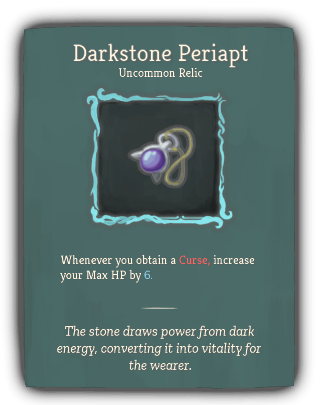 Darkstone Periapt
Uncommon Relic
Whenever you obtain a Curse, increase
your Max HP by 6.
The stone draws power from dark
energy, converting it into vitality for
the wearer.